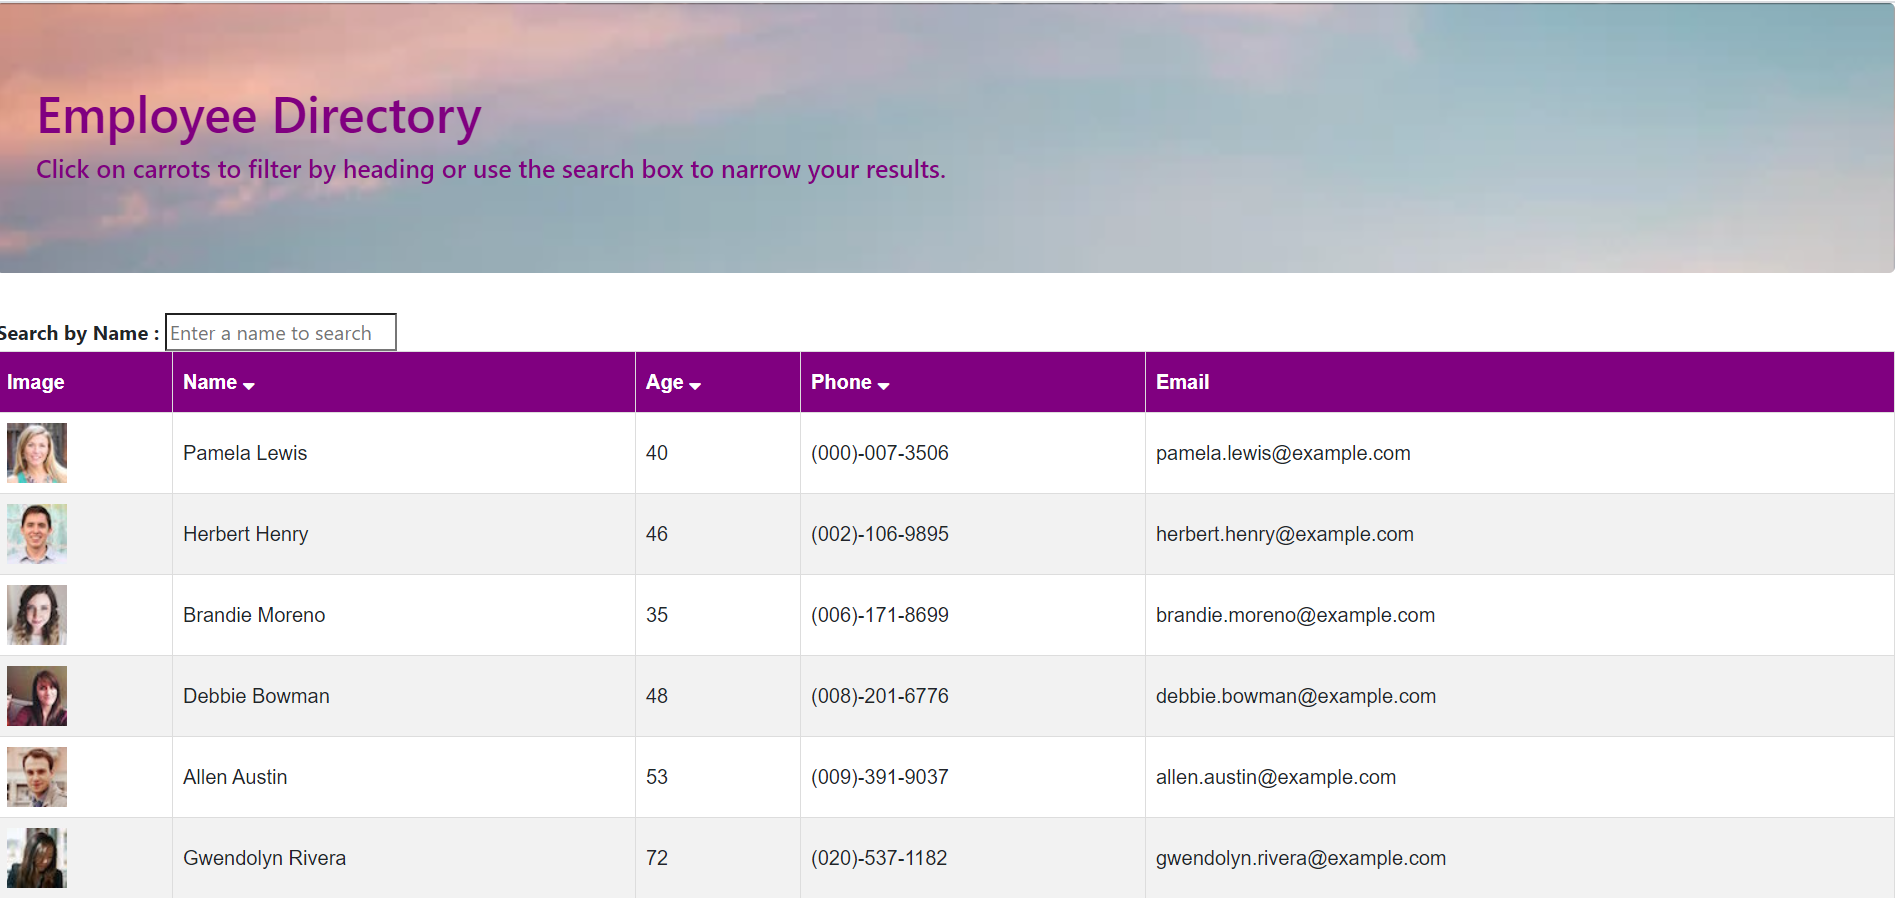 Employee Directory
Click on carrots to filter by heading or use the search box to narrow your results.
Search by Name : Enter a name to search
Image Name Age Phone Email
Pamela Lewis 40 (000)-007-3506 pamela.lewis@example.com
Herbert Henry 46 (002)-106-9895 herbert.henry@example.com
Brandie Moreno 35 (006)-171-8699 brandie.moreno@example.com
Debbie Bowman 48 (008)-201-6776 debbie.bowman@example.com
Allen Austin 53 (009)-391-9037 allen.austin@example.com
Gwendolyn Rivera 72 (020)-537-1182 gwendolyn.rivera@example.com